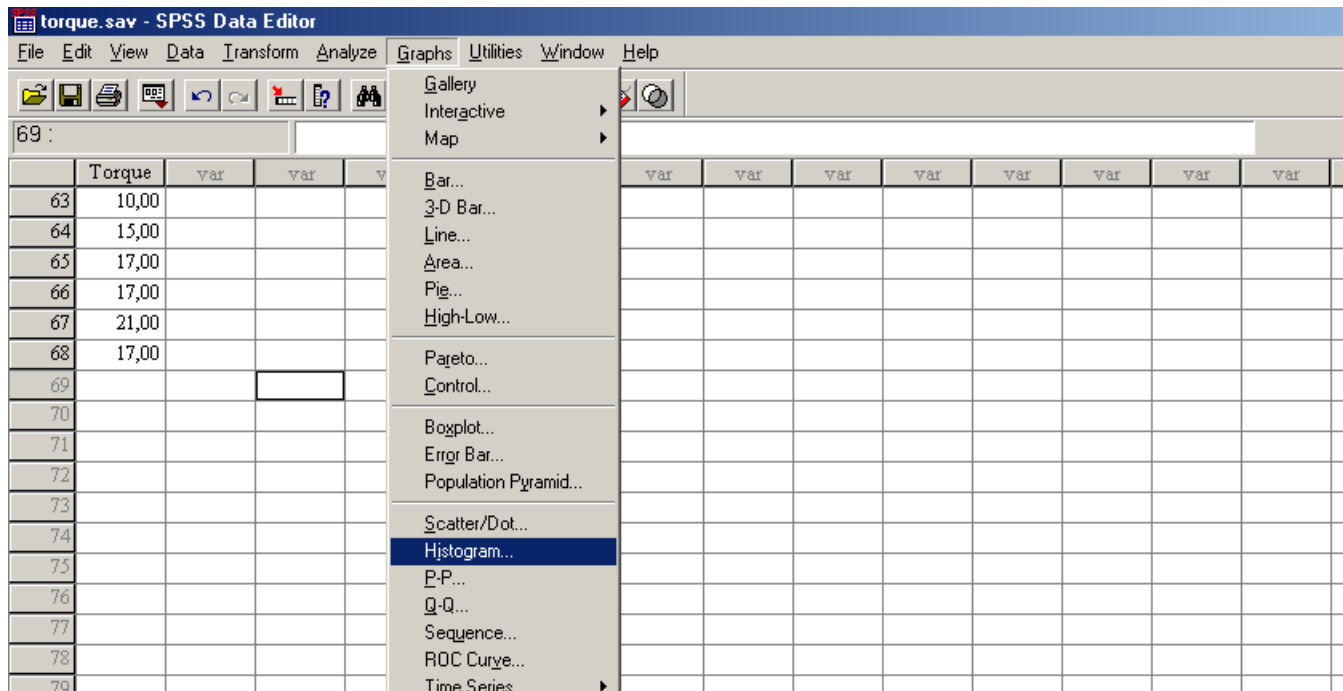 torque.sav - SPSS Data Editor
File Edit View Data Transform Analyze Graphs Utilities Window Help
69 :
Torque var var var var var var var var var var
63 10,00
64 15,00
65 17,00
66 17,00
67 21,00
68 17,00
69
70
71
72
73
74
75
76
77
78
79
Gallery
Interactive
Map
Bar...
3-D Bar...
Line...
Area...
Pie...
High-Low...
Pareto...
Control...
Boxplot...
Error Bar...
Population Pyramid...
Scatter/Dot...
Histogram...
P-P...
Q-Q...
Sequence...
ROC Curve...
Time Series